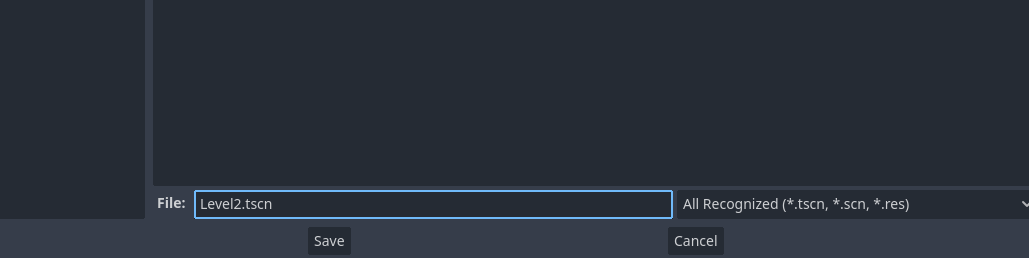 File: Level2.tscn All Recognized (*.tscn, *.scn, *.res)
Save Cancel